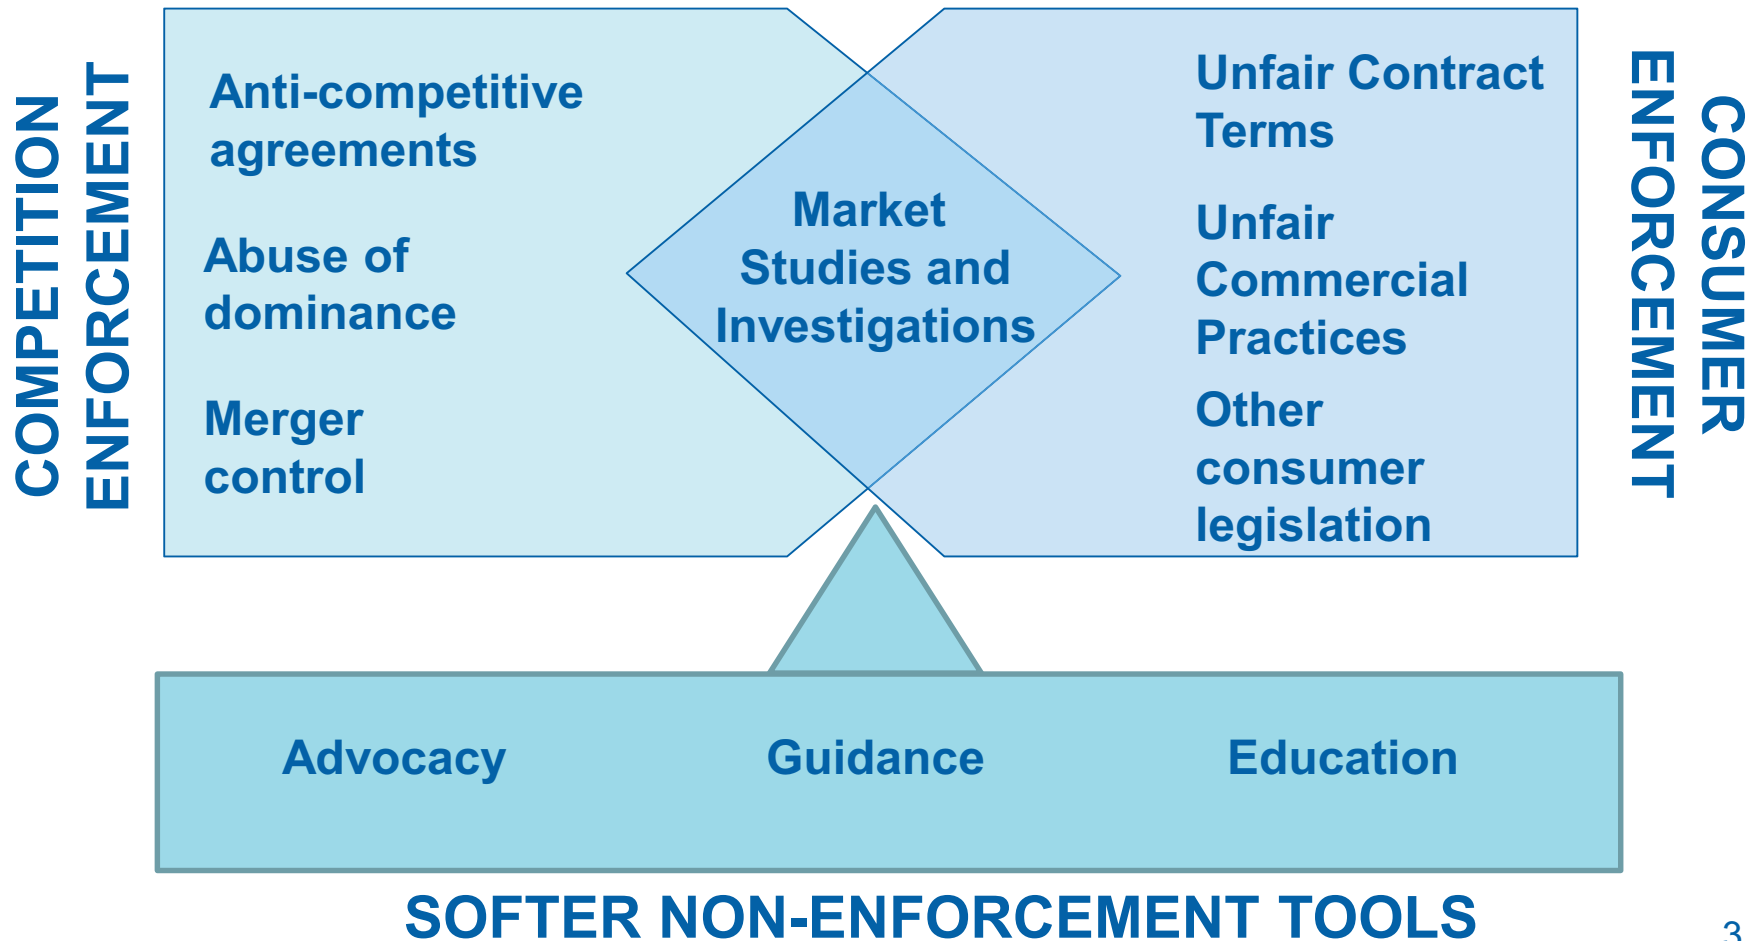 COMPETITION
ENFORCEMENT
Anti-competitive
agreements
Abuse of
dominance
Merger
control
Market
Studies and
Investigations
Unfair Contract
Terms
Unfair
Commercial
Practices
Other
consumer
legislation
CONSUMER
ENFORCEMENT
Advocacy
Guidance
Education
SOFTER NON-ENFORCEMENT TOOLS
3